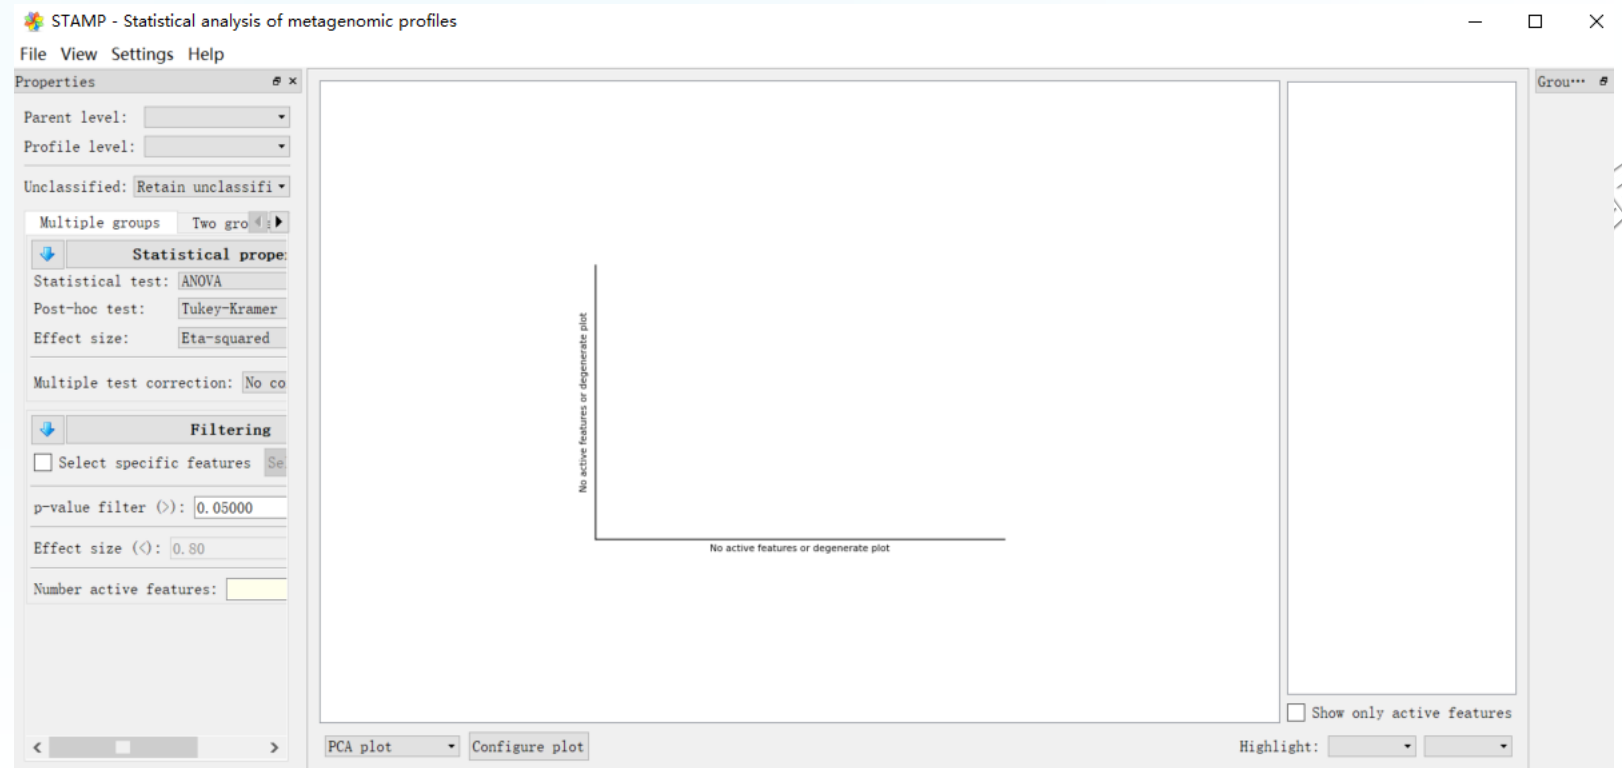 STAMP - Statistical analysis of metagenomic profiles
File View Settings Help
Properties
Parent level:
Profile level:
Unclassified: Retain unclassifi
Multiple groups Two gro
Statistical prope
Statistical test: ANOVA
Post-hoc test: Tukey-Kramer
Effect size: Eta-squared
Multiple test correction: No co
Filtering
Select specific features Se
p-value filter (>): 0.05000
Effect size (<): 0.80
Number active features:
No active features or degenerate plot
No active features or degenerate plot
PCA plot Configure plot
Grou···
Show only active features
Highlight: